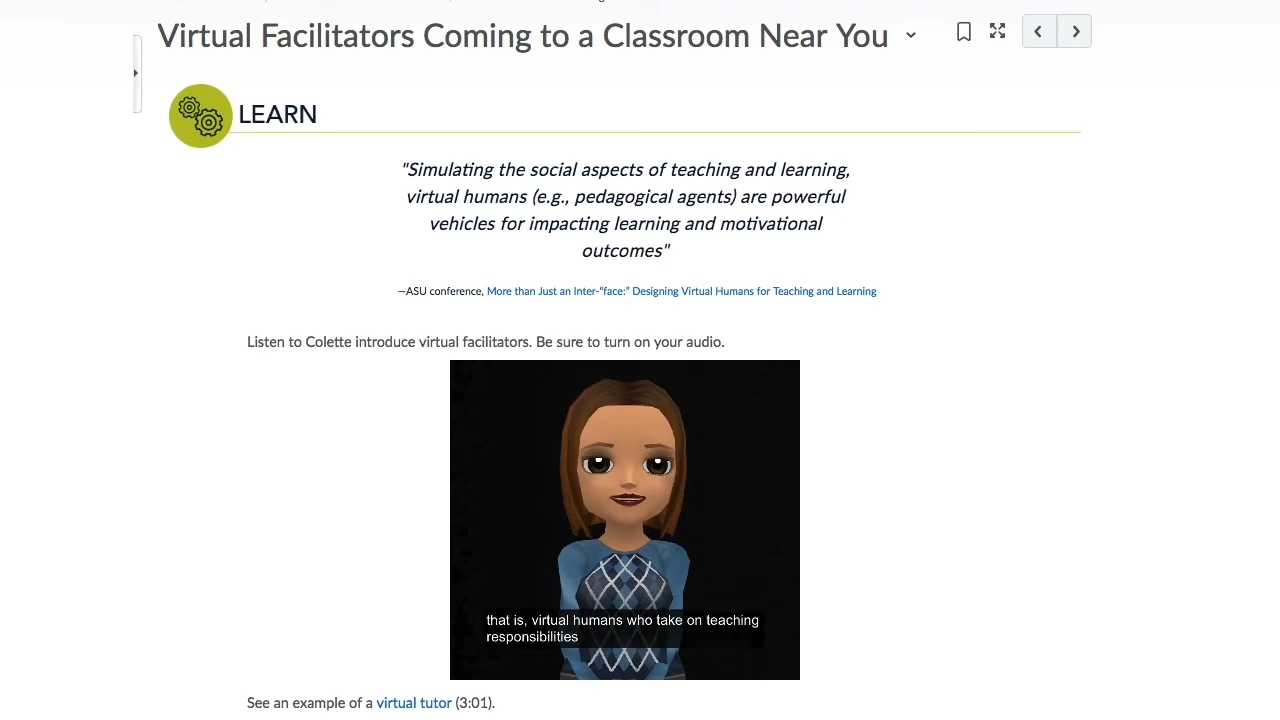 Virtual Facilitators Coming to a Classroom Near You
LEARN
"Simulating the social aspects of teaching and learning,
virtual humans (e.g., pedagogical agents) are powerful
vehicles for impacting learning and motivational
outcomes"
—ASU conference, More than Just an Inter-"face:" Designing Virtual Humans for Teaching and Learning
Listen to Colette introduce virtual facilitators. Be sure to turn on your audio.
that is, virtual humans who take on teaching
responsibilities
See an example of a virtual tutor (3:01).